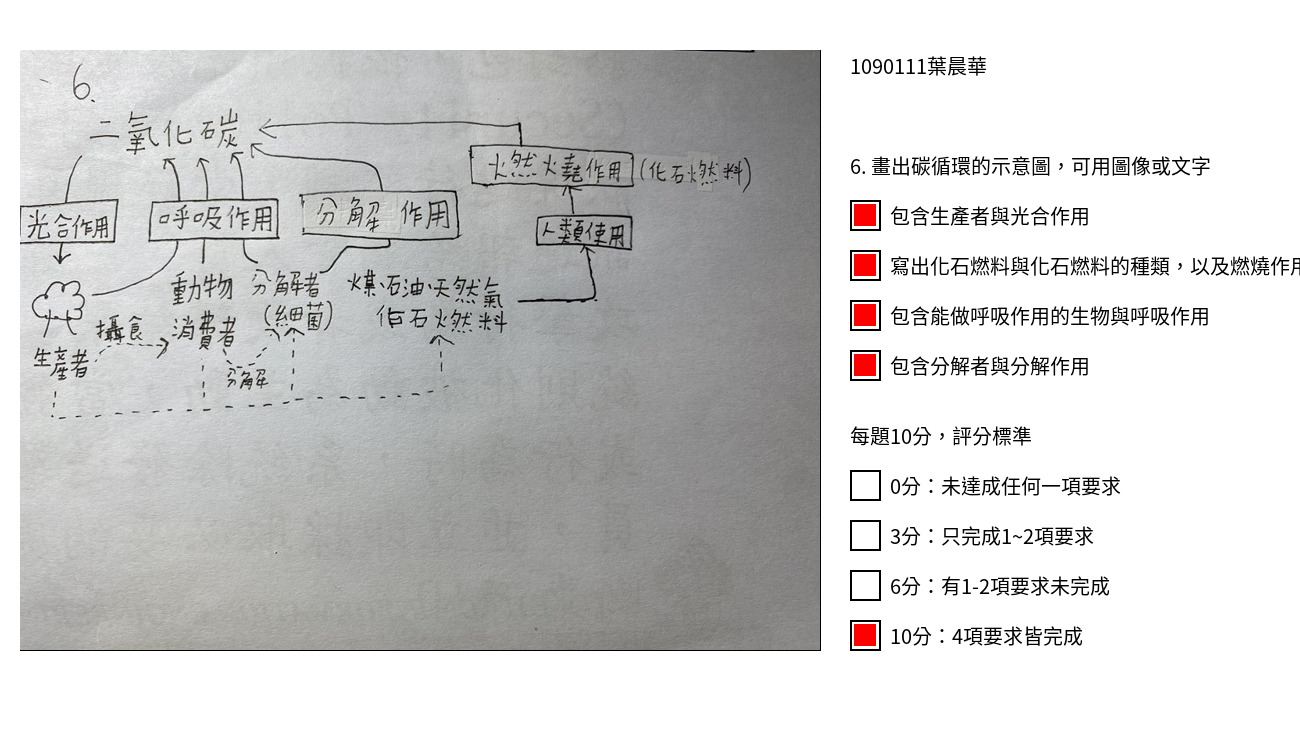 6.
二氧化碳
燃燒作用(化石燃料)
光合作用
呼吸作用
分解作用
人類使用
動物
消費者
分解者
(細菌)
煤、石油、天然氣
化石燃料
攝食
生產者
分解
1090111葉晨華
6. 畫出碳循環的示意圖，可用圖像或文字
包含生產者與光合作用
寫出化石燃料與化石燃料的種類，以及燃燒作用
包含能做呼吸作用的生物與呼吸作用
包含分解者與分解作用
每題10分，評分標準
0分：未達成任何一項要求
3分：只完成1~2項要求
6分：有1-2項要求未完成
10分：4項要求皆完成